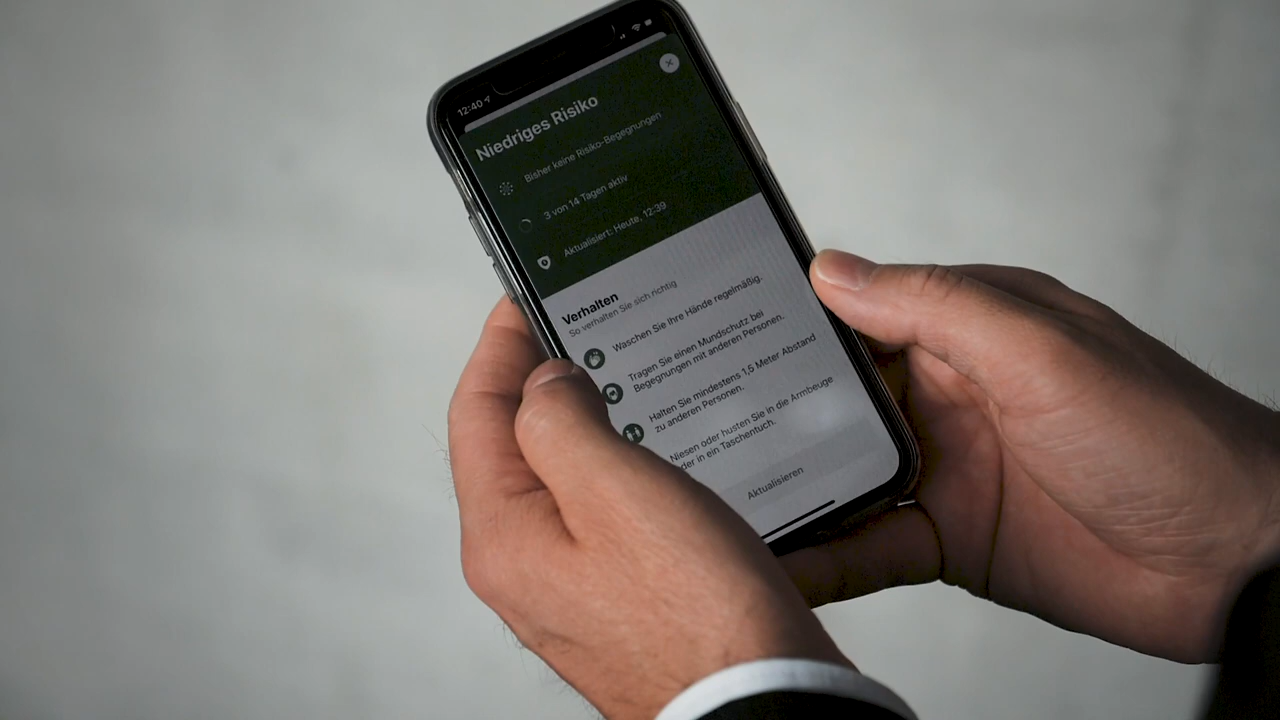 12:40
Niedriges Risiko
Bisher keine Risiko-Begegnungen
3 von 14 Tagen aktiv
Aktualisiert: Heute, 12:39
Verhalten
So verhalten Sie sich richtig
Waschen Sie Ihre Hände regelmäßig.
Tragen Sie einen Mundschutz bei
Begegnungen mit anderen Personen.
Halten Sie mindestens 1,5 Meter Abstand
zu anderen Personen.
Niesen oder husten Sie in die Armbeuge
der in ein Taschentuch.
Aktualisieren